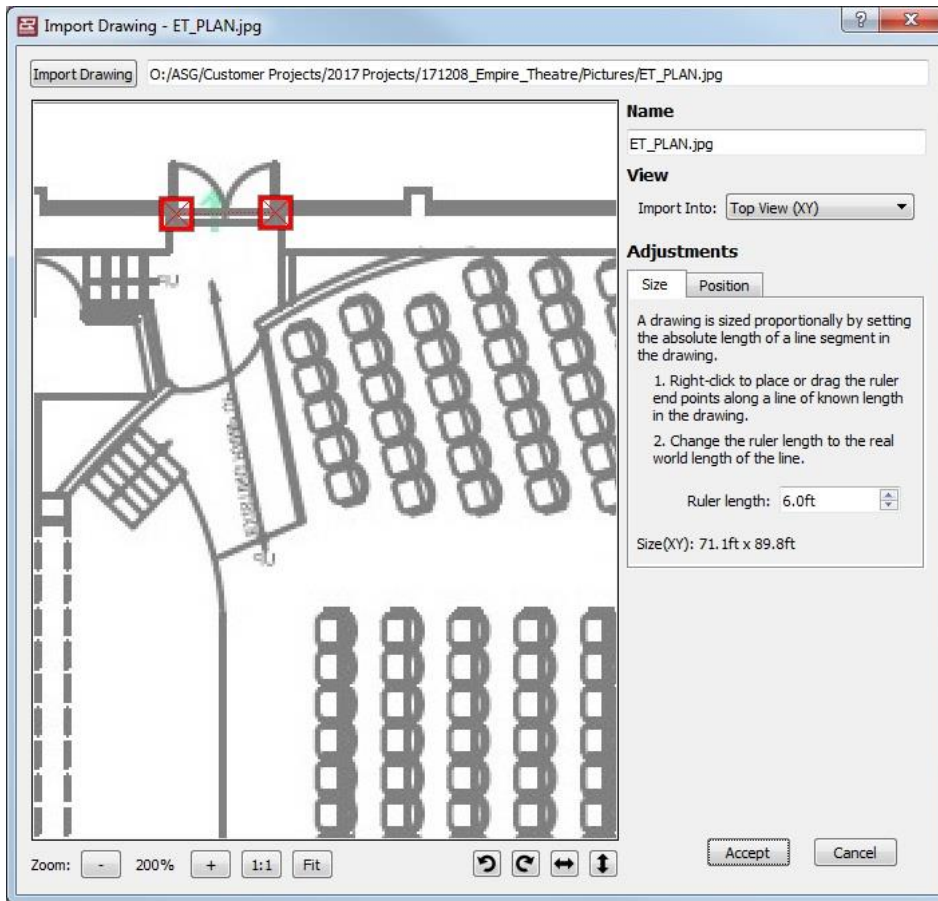 Import Drawing - ET_PLAN.jpg
Import Drawing O:/ASG/Customer Projects/2017 Projects/171208_Empire_Theatre/Pictures/ET_PLAN.jpg
Name
ET_PLAN.jpg
View
Import Into: Top View (XY)
Adjustments
Size Position
A drawing is sized proportionally by setting
the absolute length of a line segment in
the drawing.
1. Right-click to place or drag the ruler
end points along a line of known length
in the drawing.
2. Change the ruler length to the real
world length of the line.
Ruler length: 6.0ft
Size(XY): 71.1ft x 89.8ft
Zoom: - 200% + 1:1 Fit
Accept Cancel